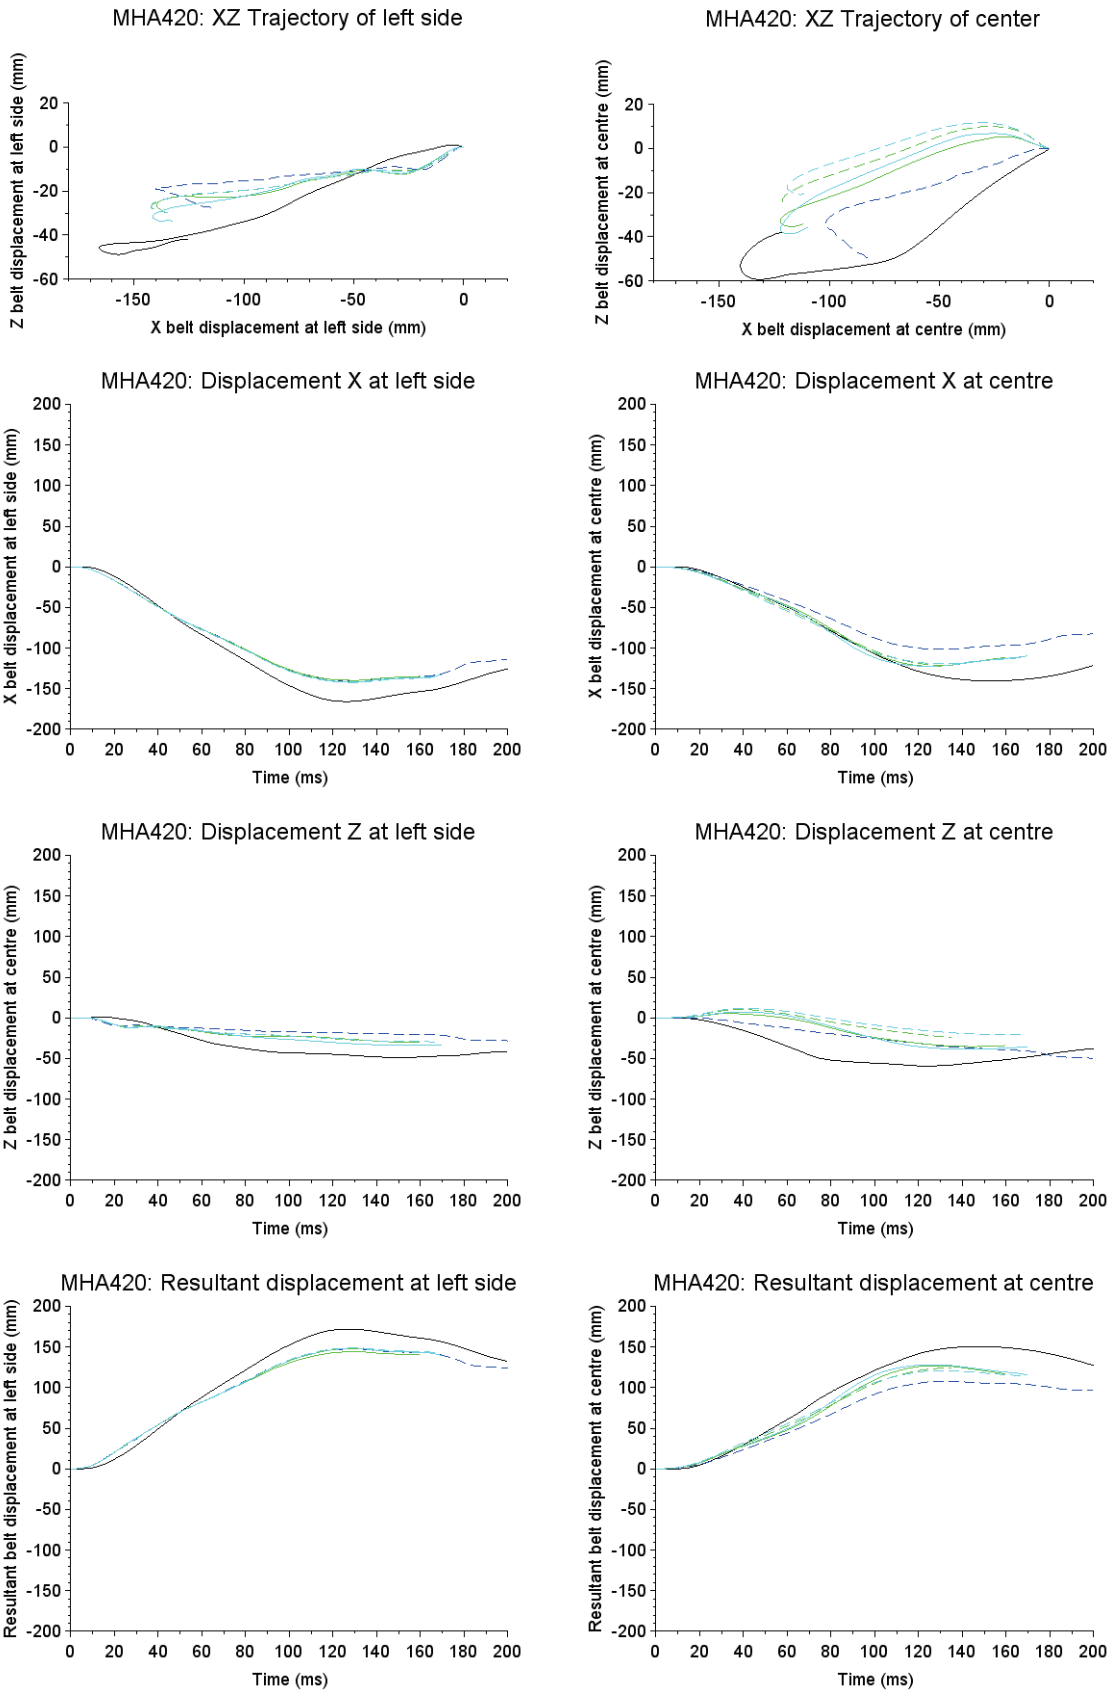 MHA420: XZ Trajectory of left side
Z belt displacement at left side (mm)
20
0
-20
-40
-60
-150
-100
-50
0
X belt displacement at left side (mm)
MHA420: XZ Trajectory of center
Z belt displacement at centre (mm)
20
0
-20
-40
-60
-150
-100
-50
0
X belt displacement at centre (mm)
MHA420: Displacement X at left side
X belt displacement at left side (mm)
200
150
100
50
0
-50
-100
-150
-200
0 20 40 60 80 100 120 140 160 180 200
Time (ms)
MHA420: Displacement X at centre
X belt displacement at centre (mm)
200
150
100
50
0
-50
-100
-150
-200
0 20 40 60 80 100 120 140 160 180 200
Time (ms)
MHA420: Displacement Z at left side
Z belt displacement at centre (mm)
200
150
100
50
0
-50
-100
-150
-200
0 20 40 60 80 100 120 140 160 180 200
Time (ms)
MHA420: Displacement Z at centre
Z belt displacement at centre (mm)
200
150
100
50
0
-50
-100
-150
-200
0 20 40 60 80 100 120 140 160 180 200
Time (ms)
MHA420: Resultant displacement at left side
Resultant belt displacement at left side (mm)
200
150
100
50
0
-50
-100
-150
-200
0 20 40 60 80 100 120 140 160 180 200
Time (ms)
MHA420: Resultant displacement at centre
Resultant belt displacement at centre (mm)
200
150
100
50
0
-50
-100
-150
-200
0 20 40 60 80 100 120 140 160 180 200
Time (ms)